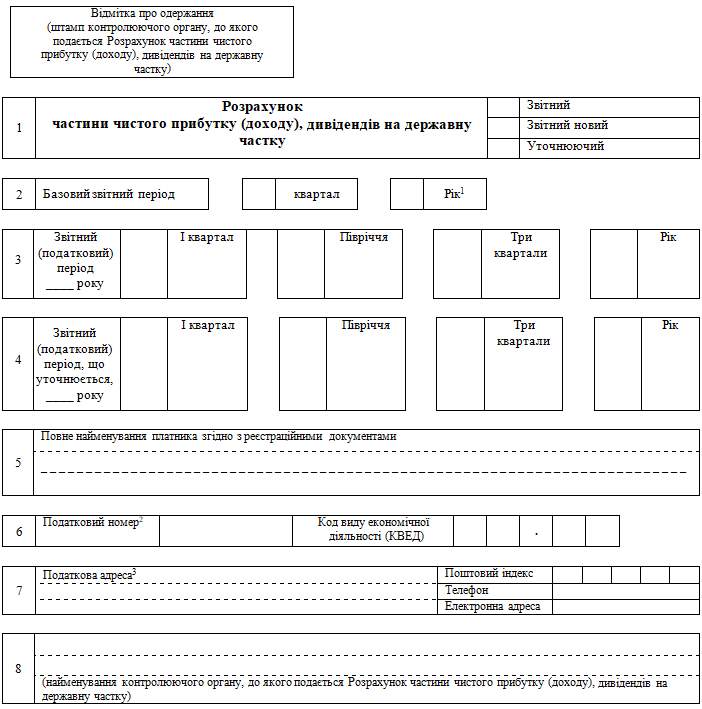 Відмітка про одержання
(штамп контролюючого органу, до якого
подається Розрахунок частини чистого
прибутку (доходу), дивідендів на державну
частку)
1
Розрахунок
частини чистого прибутку (доходу), дивідендів на державну
частку
Звітний
Звітний новий
Уточнюючий
2
Базовий звітний період
квартал
Рік1
3
Звітний
(податковий)
період
____ року
І квартал
Півріччя
Три
квартали
Рік
4
Звітний
(податковий)
період, що
уточнюється,
____ року
І квартал
Півріччя
Три
квартали
Рік
5
Повне найменування платника згідно з реєстраційними документами
6
Податковий номер2
Код виду економічної
діяльності (КВЕД)
.
7
Податкова адреса3
Поштовий індекс
Телефон
Електронна адреса
8
(найменування контролюючого органу, до якого подається Розрахунок частини чистого прибутку (доходу), дивідендів на
державну частку)